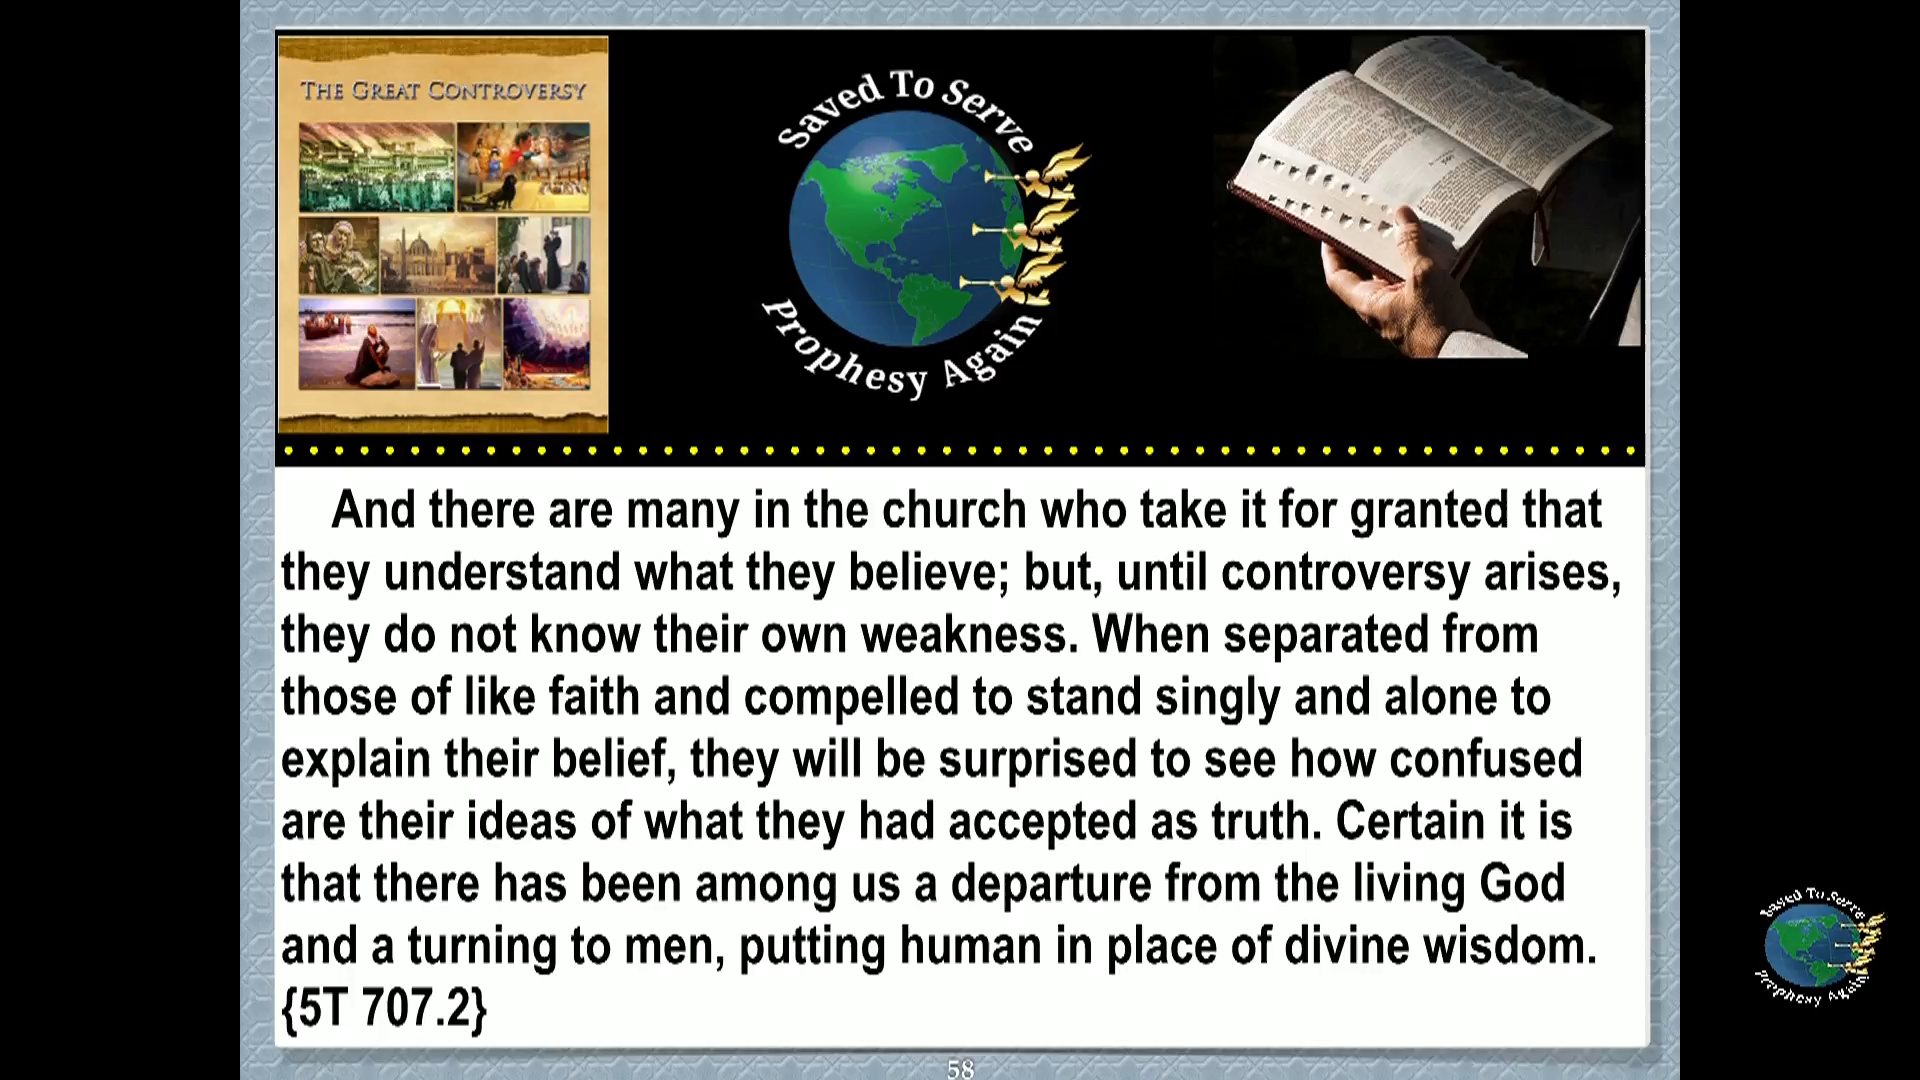 THE GREAT CONTROVERSY
Saved To Serve
Prophesy Again
And there are many in the church who take it for granted that
they understand what they believe; but, until controversy arises,
they do not know their own weakness. When separated from
those of like faith and compelled to stand singly and alone to
explain their belief, they will be surprised to see how confused
are their ideas of what they had accepted as truth. Certain it is
that there has been among us a departure from the living God
and a turning to men, putting human in place of divine wisdom.
{5T 707.2}
58
Saved To Serve
Prophesy Again